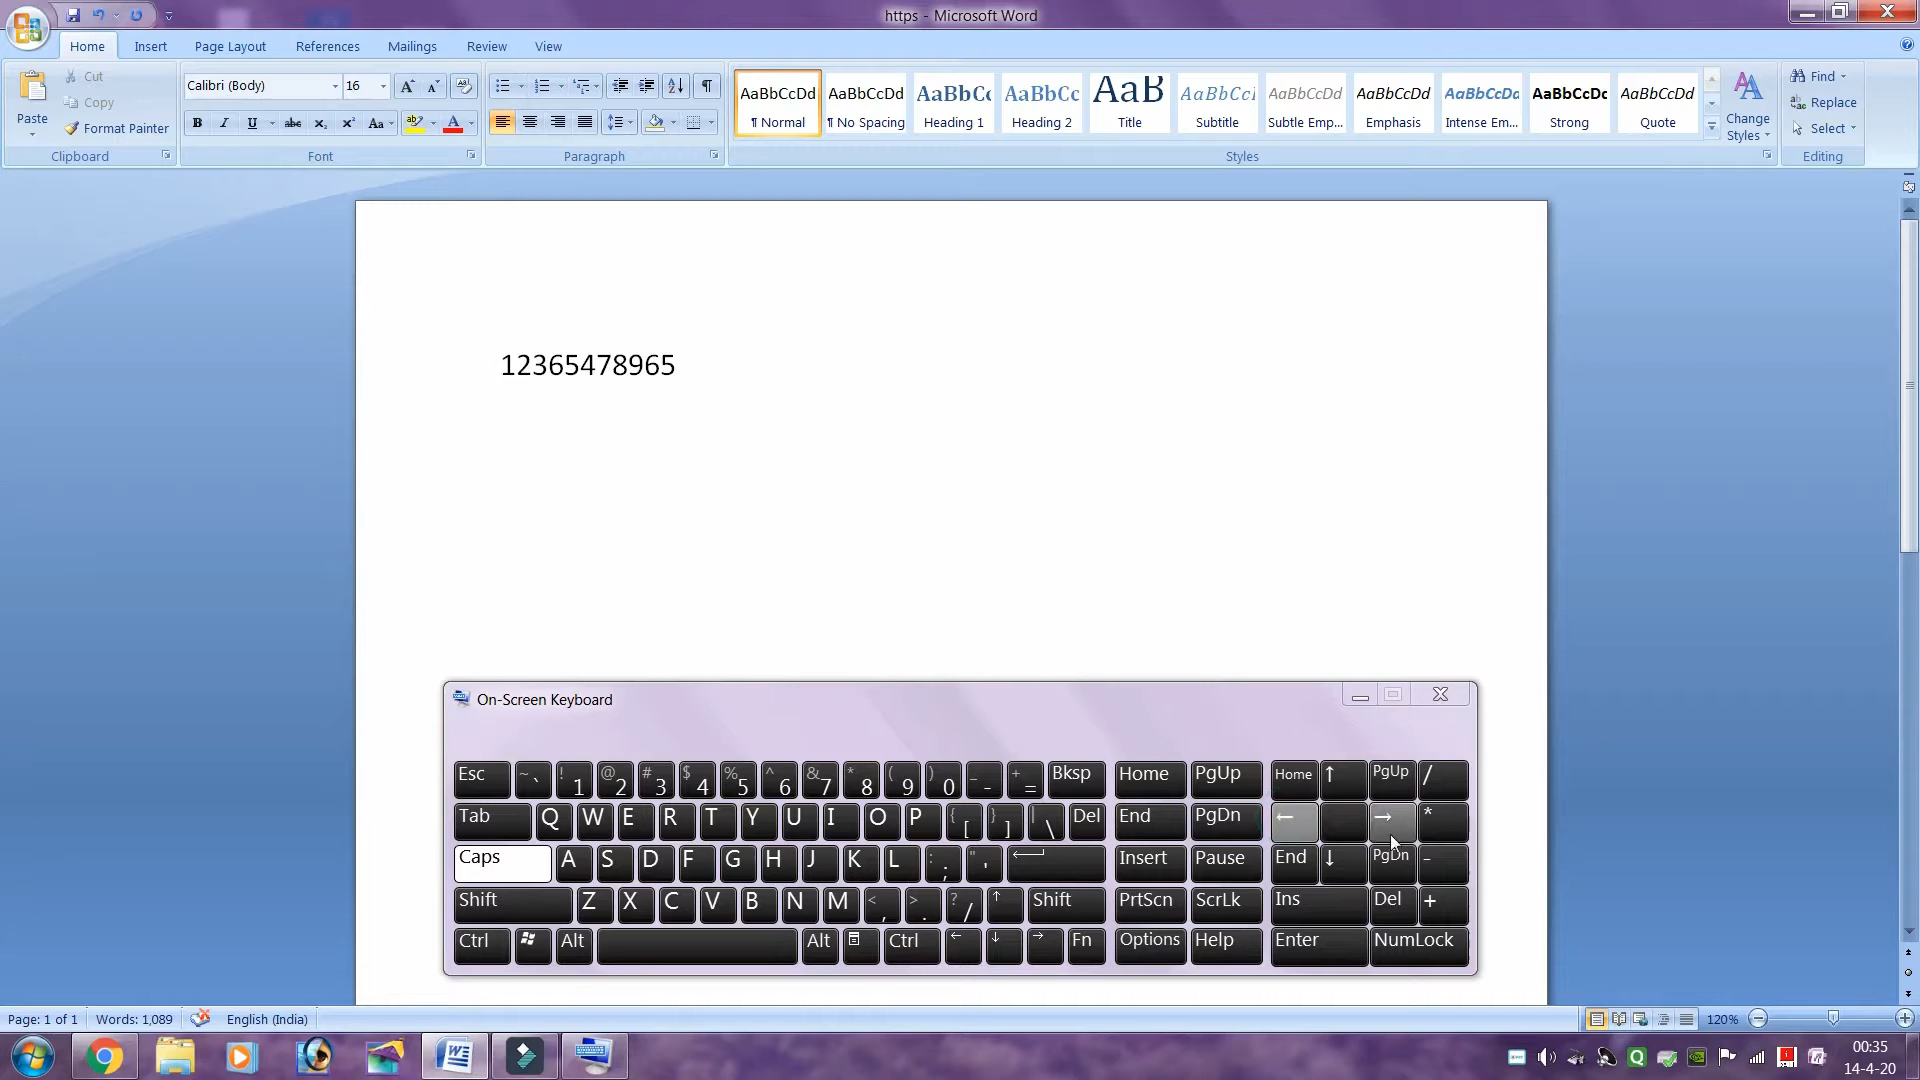 https - Microsoft Word
Home Insert Page Layout References Mailings Review View
Paste
Cut
Copy
Format Painter
Clipboard
Calibri (Body) 16
B I U abc X₂ X² Aa A
Font
Paragraph
AaBbCcDd AaBbCcDd AaBbCc AaBbCc AaB AaBbCcl AaBbCcDd AaBbCcDd AaBbCcDd AaBbCcDc AaBbCcDd
¶ Normal ¶ No Spacing Heading 1 Heading 2 Title Subtitle Subtle Emp... Emphasis Intense Em... Strong Quote
Styles
Change Styles
Find
Replace
Select
Editing
12365478965
On-Screen Keyboard
Esc ~ ` ! 1 @ 2 # 3 $ 4 % 5 ^ 6 & 7 * 8 ( 9 ) 0 _ - + = Bksp Home PgUp Home ↑ PgUp /
Tab Q W E R T Y U I O P { [ } ] | \ Del End PgDn ← → *
Caps A S D F G H J K L : ; " ' Insert Pause End ↓ PgDn -
Shift Z X C V B N M < , > . ? / ↑ Shift PrtScn ScrLk Ins Del +
Ctrl Alt Alt Ctrl ← ↓ → Fn Options Help Enter NumLock
Page: 1 of 1 Words: 1,089 English (India) 120%
00:35
14-4-20